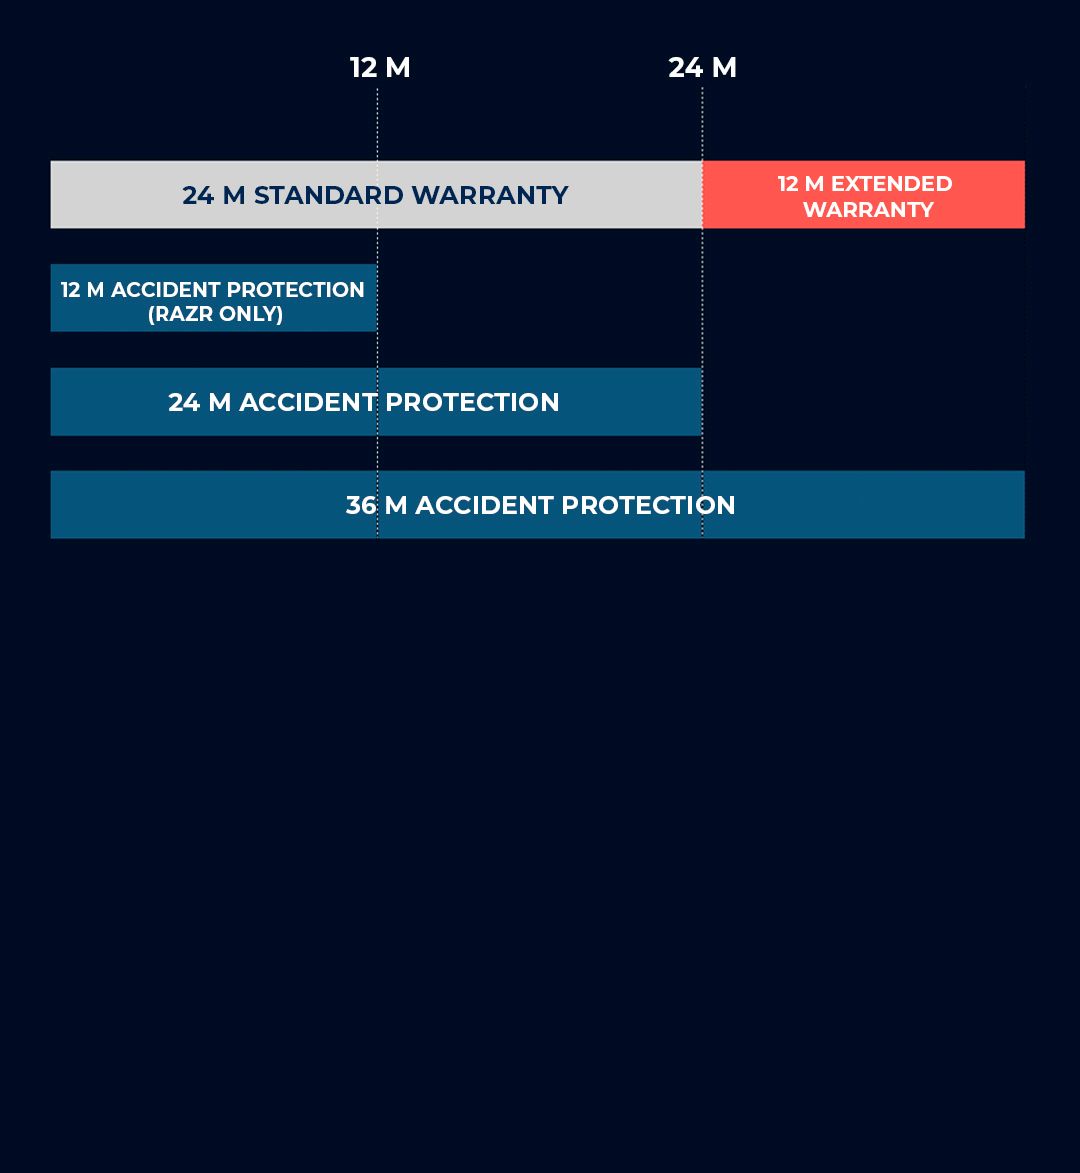 12 M
24 M
24 M STANDARD WARRANTY
12 M EXTENDED
WARRANTY
12 M ACCIDENT PROTECTION
(RAZR ONLY)
24 M ACCIDENT PROTECTION
36 M ACCIDENT PROTECTION